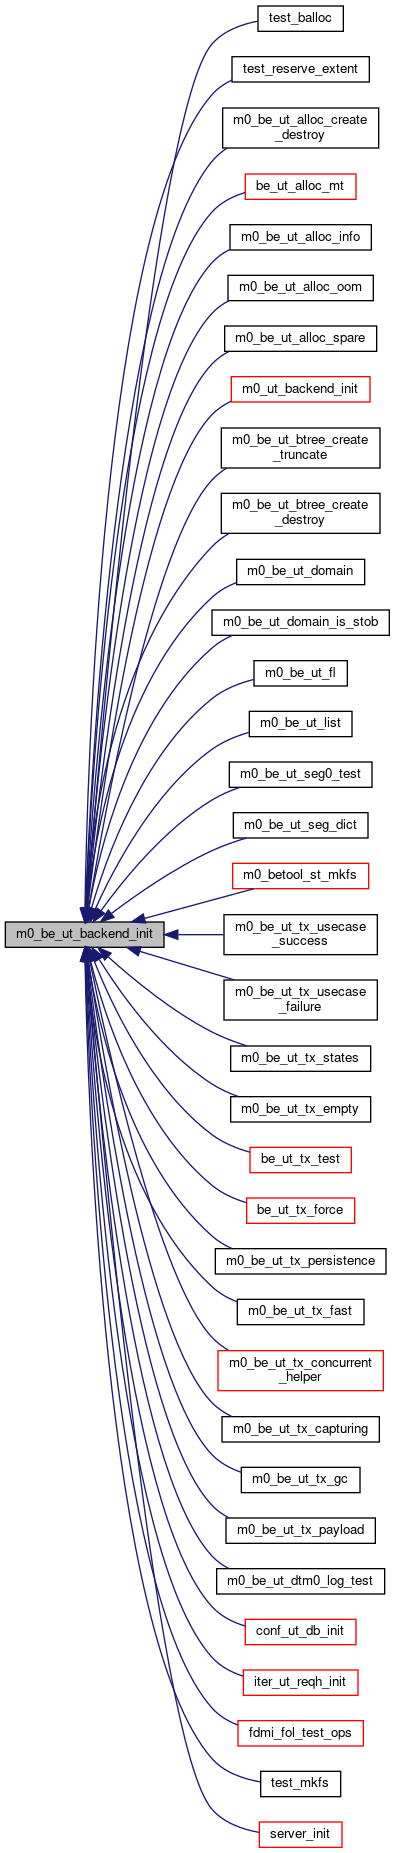 test_balloc
test_reserve_extent
m0_be_ut_alloc_create
_destroy
be_ut_alloc_mt
m0_be_ut_alloc_info
m0_be_ut_alloc_oom
m0_be_ut_alloc_spare
m0_ut_backend_init
m0_be_ut_btree_create
_truncate
m0_be_ut_btree_create
_destroy
m0_be_ut_domain
m0_be_ut_domain_is_stob
m0_be_ut_fl
m0_be_ut_list
m0_be_ut_seg0_test
m0_be_ut_seg_dict
m0_betool_st_mkfs
m0_be_ut_backend_init
m0_be_ut_tx_usecase
_success
m0_be_ut_tx_usecase
_failure
m0_be_ut_tx_states
m0_be_ut_tx_empty
be_ut_tx_test
be_ut_tx_force
m0_be_ut_tx_persistence
m0_be_ut_tx_fast
m0_be_ut_tx_concurrent
_helper
m0_be_ut_tx_capturing
m0_be_ut_tx_gc
m0_be_ut_tx_payload
m0_be_ut_dtm0_log_test
conf_ut_db_init
iter_ut_reqh_init
fdmi_fol_test_ops
test_mkfs
server_init